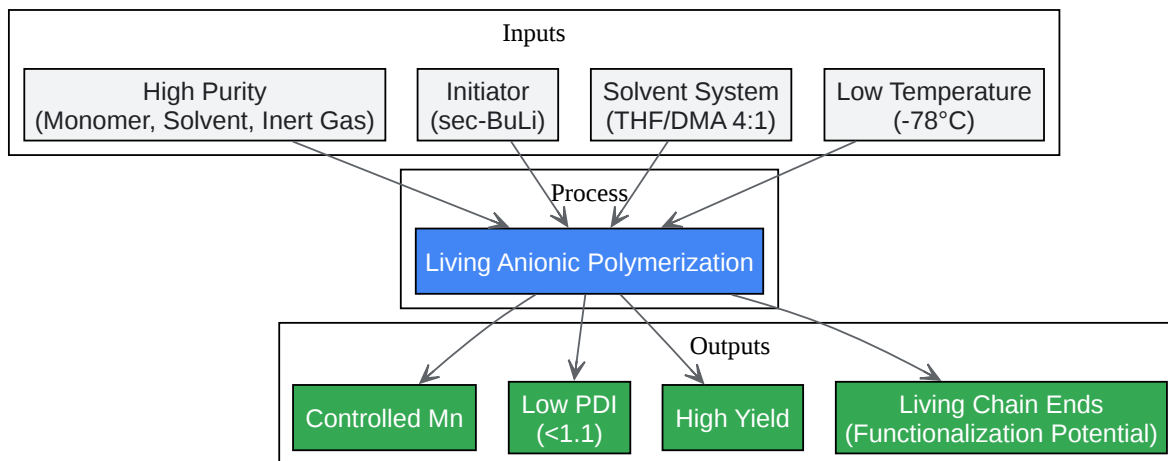 Inputs
High Purity
(Monomer, Solvent, Inert Gas)
Initiator
(sec-BuLi)
Solvent System
(THF/DMA 4:1)
Low Temperature
(-78°C)
Process
Living Anionic Polymerization
Outputs
Controlled Mn
Low PDI
(<1.1)
High Yield
Living Chain Ends
(Functionalization Potential)